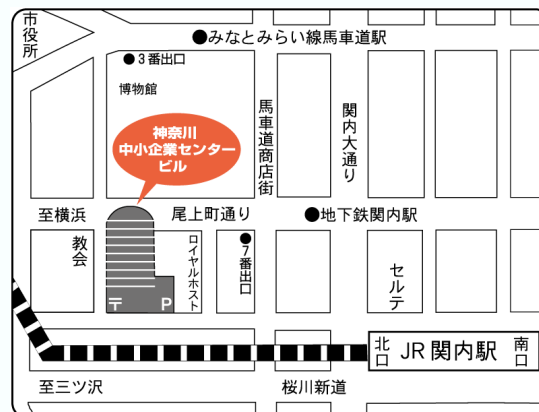 市役所
●みなとみらい線馬車道駅
●3番出口
博物館
神奈川
中小企業センター
ビル
馬車道商店街
関内大通り
至横浜
尾上町通り
●地下鉄関内駅
教会
ロイヤルホスト
●7番出口
セルテ
〒
P
北口
JR関内駅
南口
至三ツ沢
桜川新道